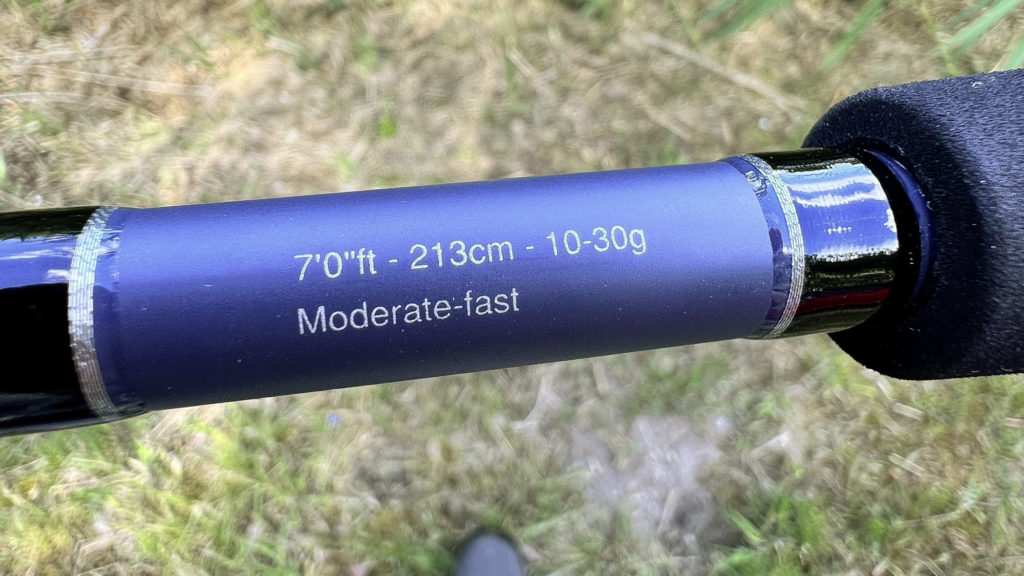 7'0"ft - 213cm - 10-30g
Moderate-fast